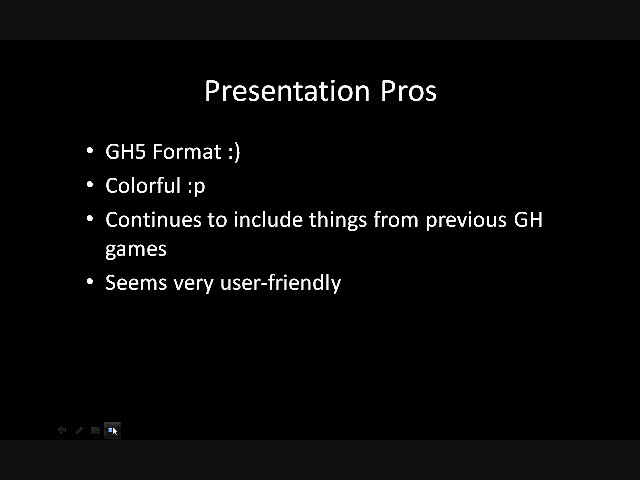 Presentation Pros
• GH5 Format :)
• Colorful :p
• Continues to include things from previous GH
games
• Seems very user-friendly